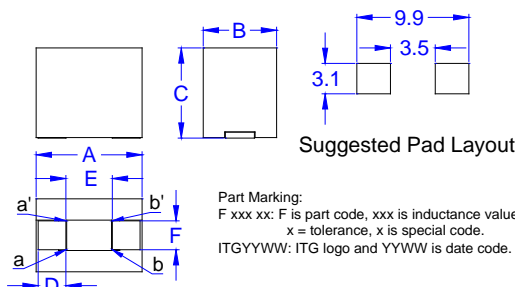 9.9
B
3.5
C
3.1
Suggested Pad Layout
A
E
a' b'
F
a b
D
Part Marking:
F xxx xx: F is part code, xxx is inductance value
x = tolerance, x is special code.
ITGYYWW: ITG logo and YYWW is date code.